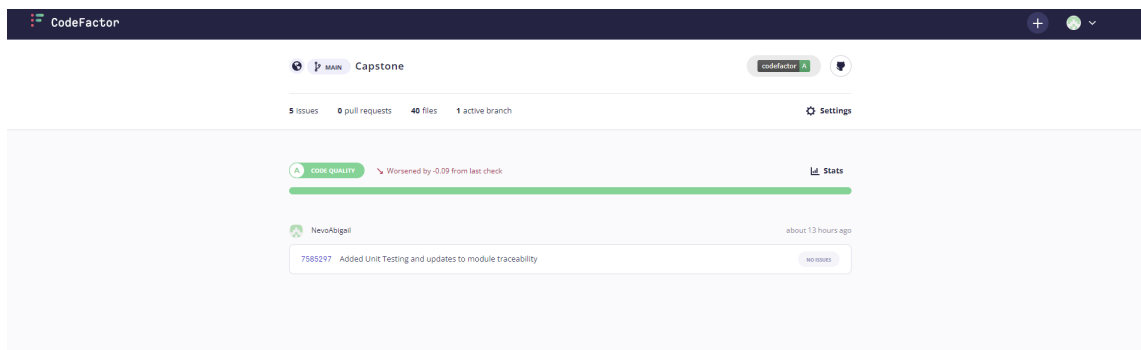 CodeFactor
MAIN Capstone codefactor A
5 issues 0 pull requests 40 files 1 active branch Settings
A CODE QUALITY Worsened by -0.09 from last check Stats
NevoAbigail about 13 hours ago
7585297 Added Unit Testing and updates to module traceability NO ISSUES